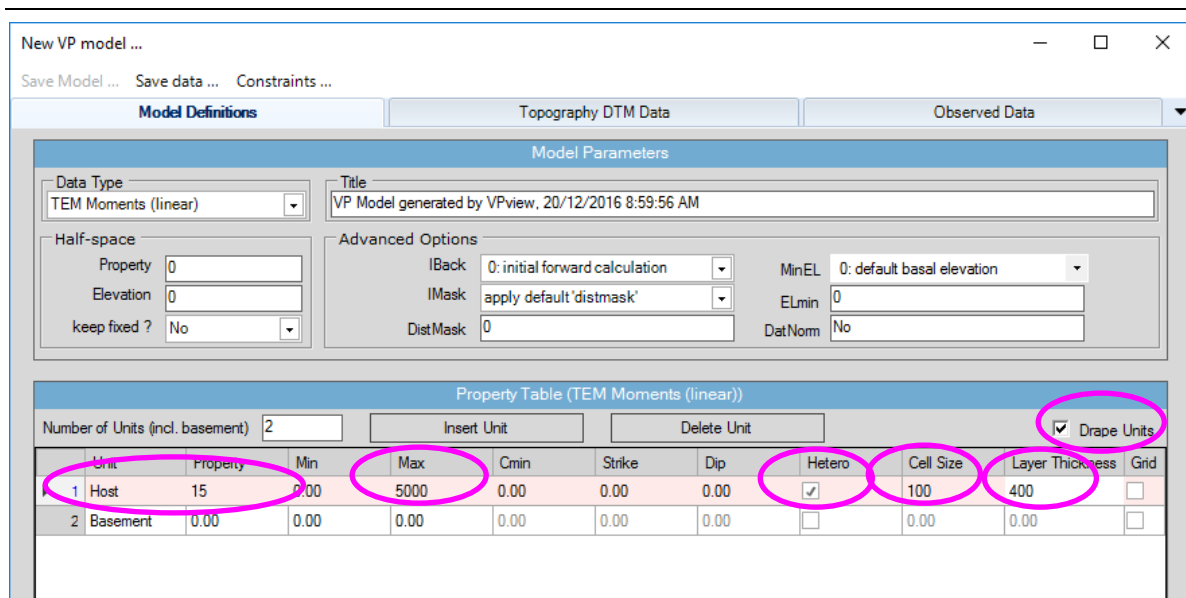 New VP model ...
Save Model ... Save data ... Constraints ...
Model Definitions Topography DTM Data Observed Data
Model Parameters
Data Type Title
TEM Moments (linear) VP Model generated by VPview, 20/12/2016 8:59:56 AM
Half-space Advanced Options
Property 0 IBack 0: initial forward calculation MinEL 0: default basal elevation
Elevation 0 IMask apply default 'distmask' ELmin 0
keep fixed ? No DistMask 0 DatNorm No
Property Table (TEM Moments (linear))
Number of Units (incl. basement) 2 Insert Unit Delete Unit Drape Units
Unit Property Min Max Cmin Strike Dip Hetero Cell Size Layer Thickness Grid
1 Host 15 0.00 5000 0.00 0.00 0.00 100 400
2 Basement 0.00 0.00 0.00 0.00 0.00 0.00 0.00 0.00